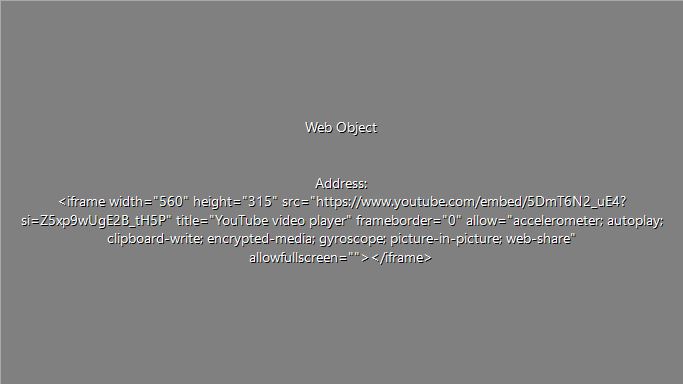 Web Object
Address:
<iframe width="560" height="315" src="https://www.youtube.com/embed/5DmT6N2_uE4?
si=Z5xp9wUgE2B_tH5P" title="YouTube video player" frameborder="0" allow="accelerometer; autoplay;
clipboard-write; encrypted-media; gyroscope; picture-in-picture; web-share"
allowfullscreen=""></iframe>